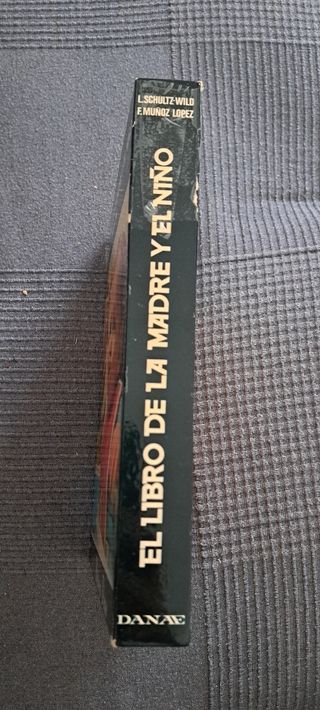 L. SCHULTZ-WILD
F. MUÑOZ LOPEZ
EL LIBRO DE LA MADRE Y EL NIÑO
DANAE